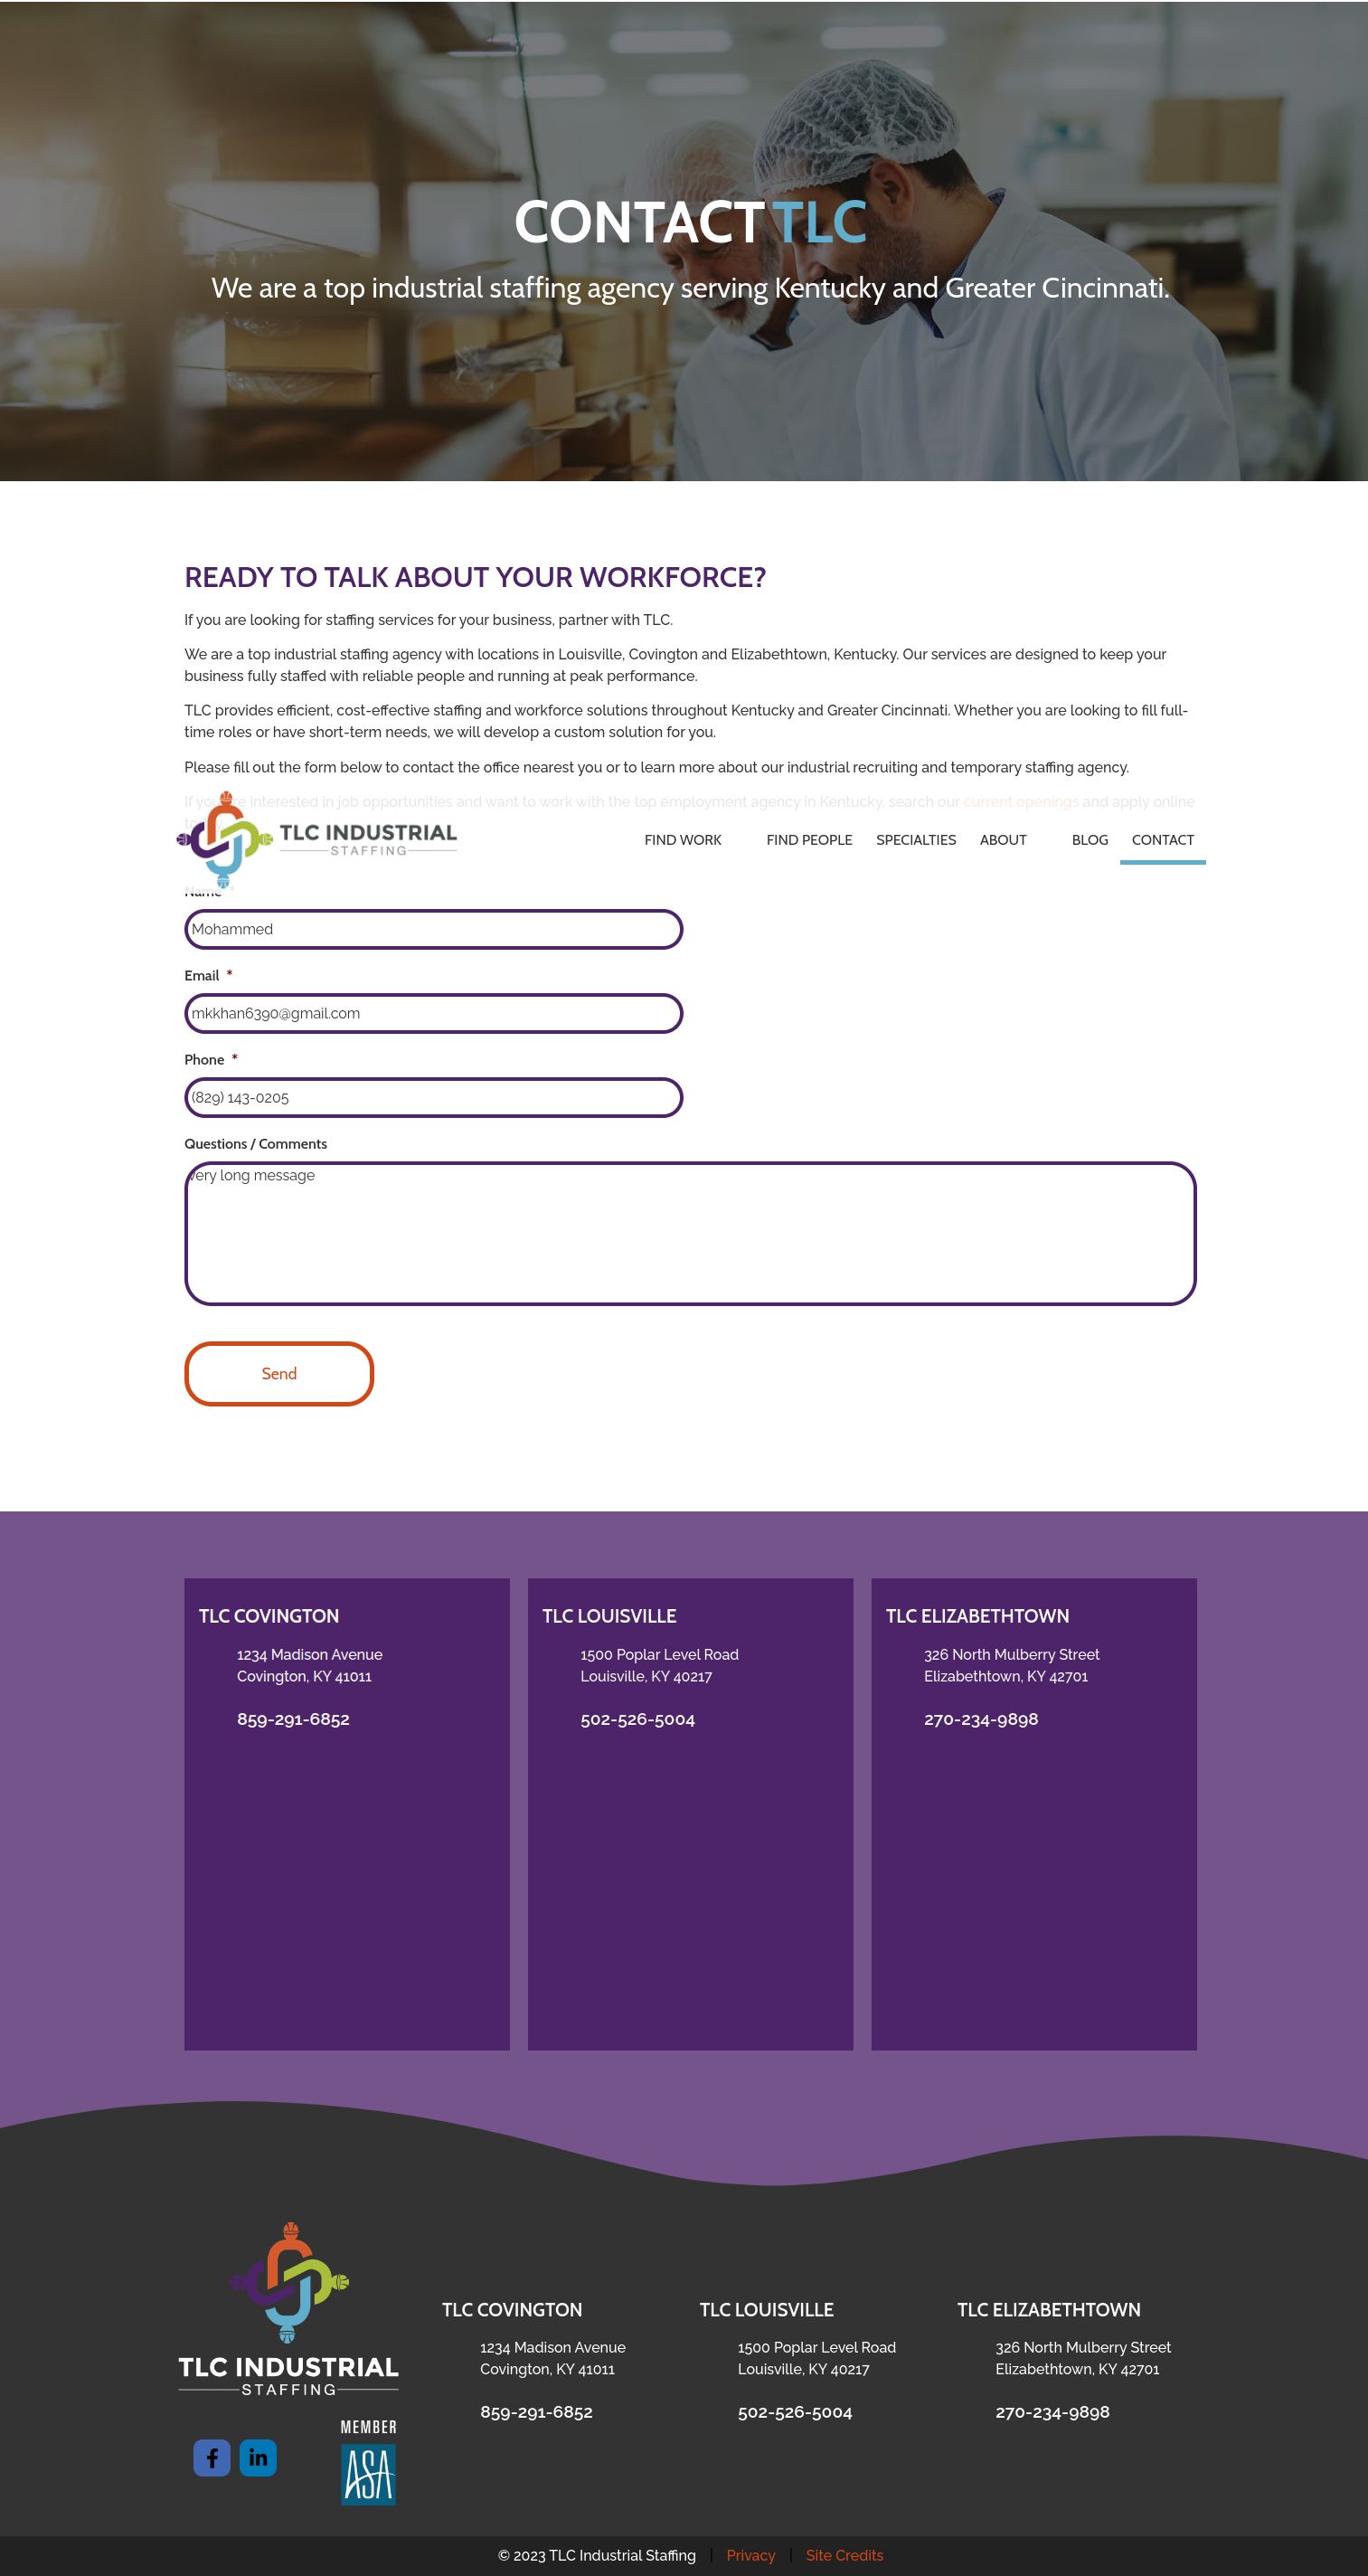 CONTACT TLC
We are a top industrial staffing agency serving Kentucky and Greater Cincinnati.
READY TO TALK ABOUT YOUR WORKFORCE?
If you are looking for staffing services for your business, partner with TLC.
We are a top industrial staffing agency with locations in Louisville, Covington and Elizabethtown, Kentucky. Our services are designed to keep your
business fully staffed with reliable people and running at peak performance.
TLC provides efficient, cost-effective staffing and workforce solutions throughout Kentucky and Greater Cincinnati. Whether you are looking to fill full-
time roles or have short-term needs, we will develop a custom solution for you.
Please fill out the form below to contact the office nearest you or to learn more about our industrial recruiting and temporary staffing agency.
If you're interested in job opportunities and want to work with the top employment agency in Kentucky, search our current openings and apply online
TLC INDUSTRIAL
STAFFING
FIND WORK FIND PEOPLE SPECIALTIES ABOUT BLOG CONTACT
Name *
Mohammed
Email *
mkkhan6390@gmail.com
Phone *
(829) 143-0205
Questions / Comments
Very long message
Send
TLC COVINGTON
1234 Madison Avenue
Covington, KY 41011
859-291-6852
TLC LOUISVILLE
1500 Poplar Level Road
Louisville, KY 40217
502-526-5004
TLC ELIZABETHTOWN
326 North Mulberry Street
Elizabethtown, KY 42701
270-234-9898
TLC INDUSTRIAL
STAFFING
MEMBER
ASA
TLC COVINGTON
1234 Madison Avenue
Covington, KY 41011
859-291-6852
TLC LOUISVILLE
1500 Poplar Level Road
Louisville, KY 40217
502-526-5004
TLC ELIZABETHTOWN
326 North Mulberry Street
Elizabethtown, KY 42701
270-234-9898
© 2023 TLC Industrial Staffing | Privacy | Site Credits